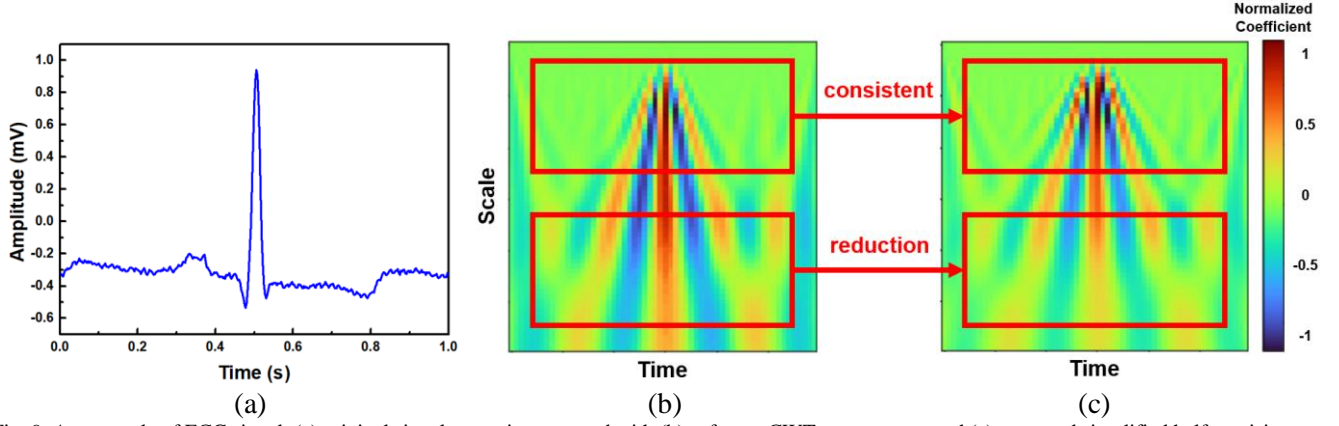 Amplitude (mV)
1.0
0.8
0.6
0.4
0.2
0.0
-0.2
-0.4
-0.6
0.0
0.2
0.4
0.6
0.8
1.0
Time (s)
(a)
Scale
Time
(b)
consistent
reduction
Time
(c)
Normalized
Coefficient
1
0.5
0
-0.5
-1